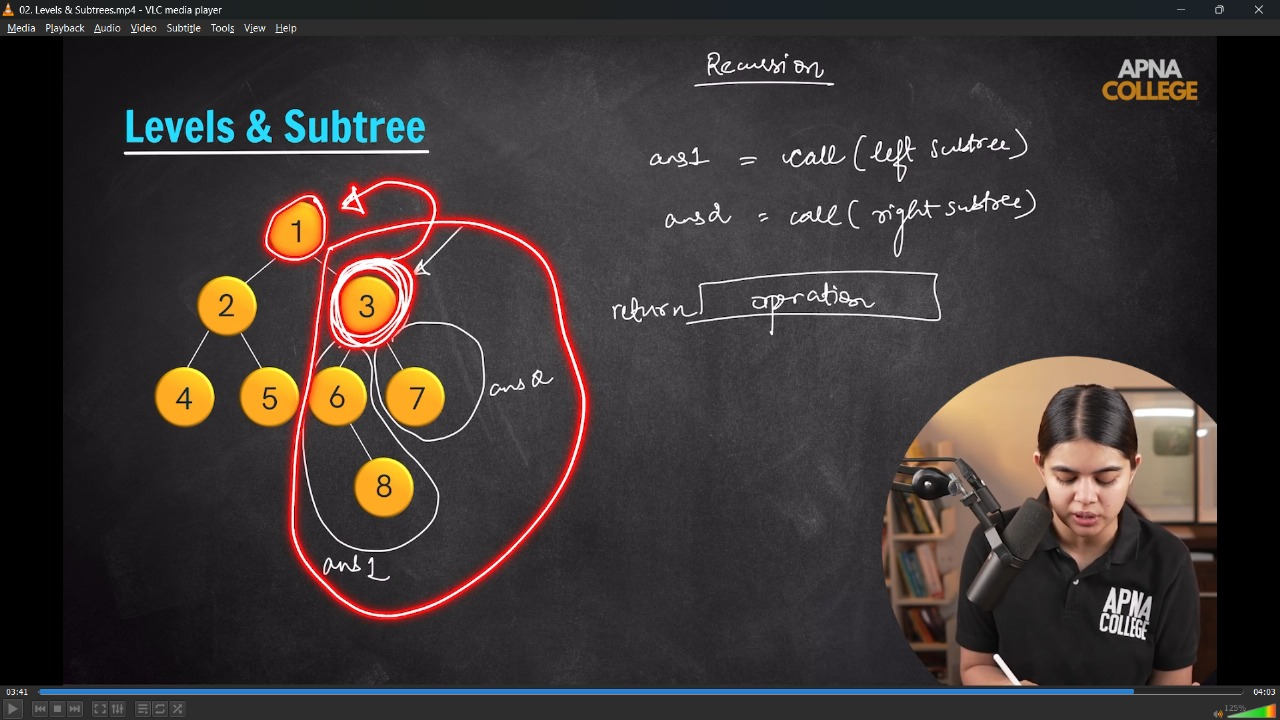 02. Levels & Subtrees.mp4 - VLC media player
Media Playback Audio Video Subtitle Tools View Help
Recursion
APNA
COLLEGE
Levels & Subtree
ans1 = call (left subtree)
ans2 = call (right subtree)
return operation
1
2
3
4
5
6
7
ans2
8
ans1
APNA
COLLEGE
03:41
04:03
125%